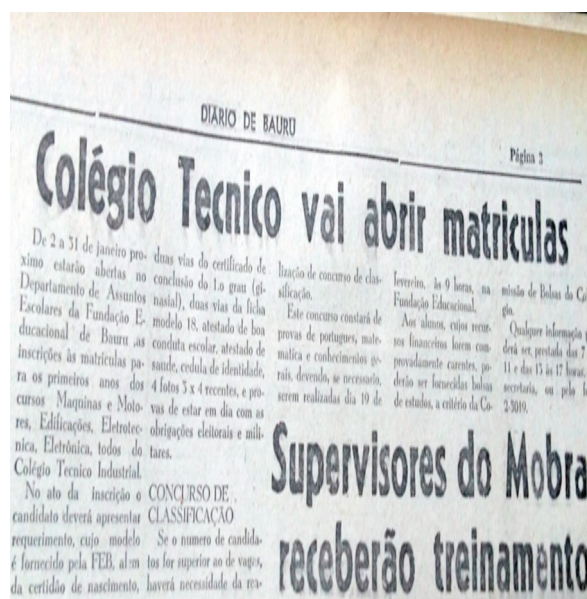 DIARIO DE BAURU
Página 3
Colégio Tecnico vai abrir matriculas
De 2 a 31 de janeiro pro-
ximo estarão abertas no
Departamento de Assuntos
Escolares da Fundação E-
ducacional de Bauru ,as
inscrições às matriculas pa-
ra os primeiros anos dos
cursos Maquinas e Moto-
res, Edificações, Eletrotec-
nica, Eletrônica, todos do
Colégio Tecnico Industrial.
No ato da inscrição o
candidato deverá apresentar
requerimento, cujo modelo
é fornecido pela FEB, alem
da certidão de nascimento,
duas vias do certificado de
conclusão do 1.o grau (gi-
nasial), duas vias da ficha
modelo 18, atestado de boa
conduta escolar, atestado de
saude, cedula de identidade,
4 fotos 3 x 4 recentes, e pro-
vas de estar em dia com as
obrigações eleitorais e mili-
tares.
CONCURSO DE
CLASSIFICAÇÃO
Se o numero de candida-
tos for superior ao de vagas,
haverá necessidade da rea-
lização de concurso de clas-
sificação.
Este concurso constará de
provas de portugues, mate-
matica e conhecimentos ge-
rais, devendo, se necessario,
serem realizadas dia 19 de
fevereiro, às 9 horas, na
Fundação Educacional.
Aos alunos, cujos recur-
sos financeiros forem com-
provadamente carentes, po-
derão ser fornecidas bolsas
de estudos, a critério da Co-
missão de Bolsas do Co
gio.
Qualquer informação
derá ser, prestada das 7
11 e das 13 às 17 horas,
secretaria, ou pelo
2-3019.
Supervisores do Mobra
receberão treinamento